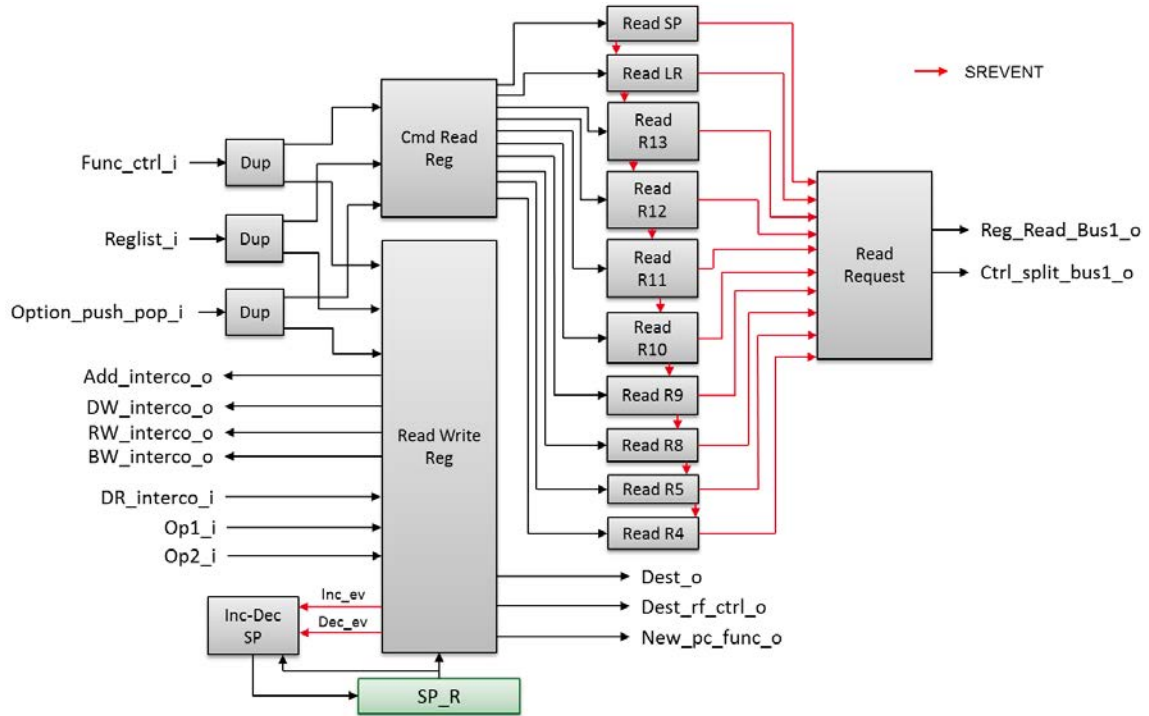 Read SP
Read LR
SREVENT
Cmd Read
Reg
Read
R13
Func_ctrl_i
Dup
Read
R12
Reglist_i
Dup
Reg_Read_Bus1_o
Read
Request
Ctrl_split_bus1_o
Read
R11
Option_push_pop_i
Dup
Read
R10
Add_interco_o
DW_interco_o
RW_interco_o
BW_interco_o
Read Write
Reg
Read R9
Read R8
DR_interco_i
Read R5
Op1_i
Read R4
Op2_i
Dest_o
Inc_ev
Dest_rf_ctrl_o
Inc-Dec
SP
Dec_ev
New_pc_func_o
SP_R